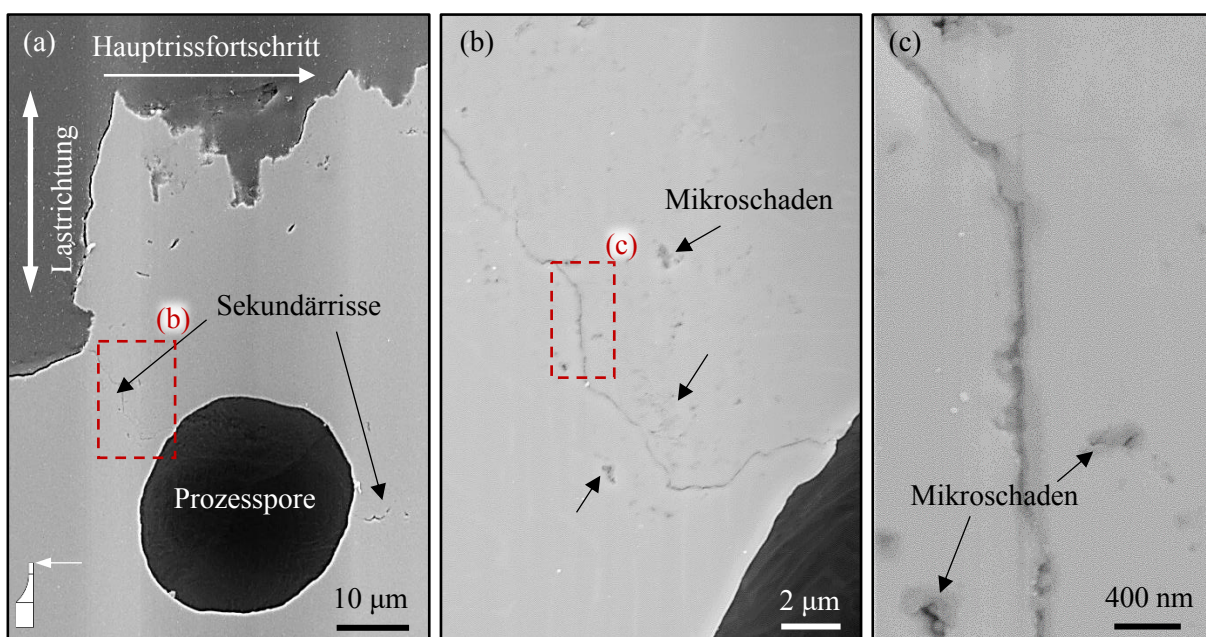 (a)
Hauptrissfortschritt
Lastrichtung
Sekundärrisse
(b)
Prozesspore
10 µm
(b)
Mikroschaden
(c)
2 µm
(c)
Mikroschaden
400 nm